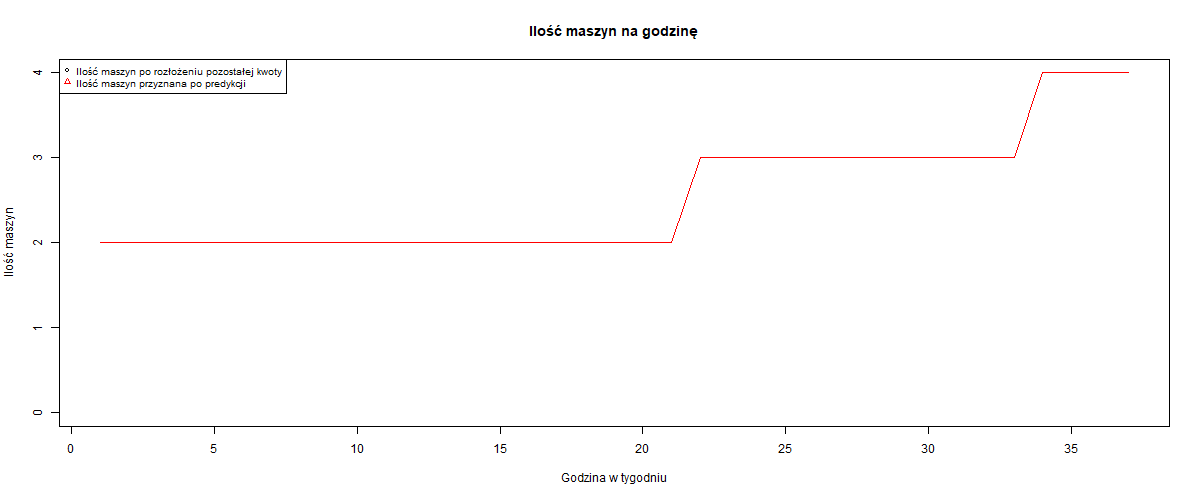 Ilość maszyn na godzinę
Ilość maszyn po rozłożeniu pozostałej kwoty
Ilość maszyn przyznana po predykcji
Ilość maszyn
4
3
2
1
0
0 5 10 15 20 25 30 35
Godzina w tygodniu